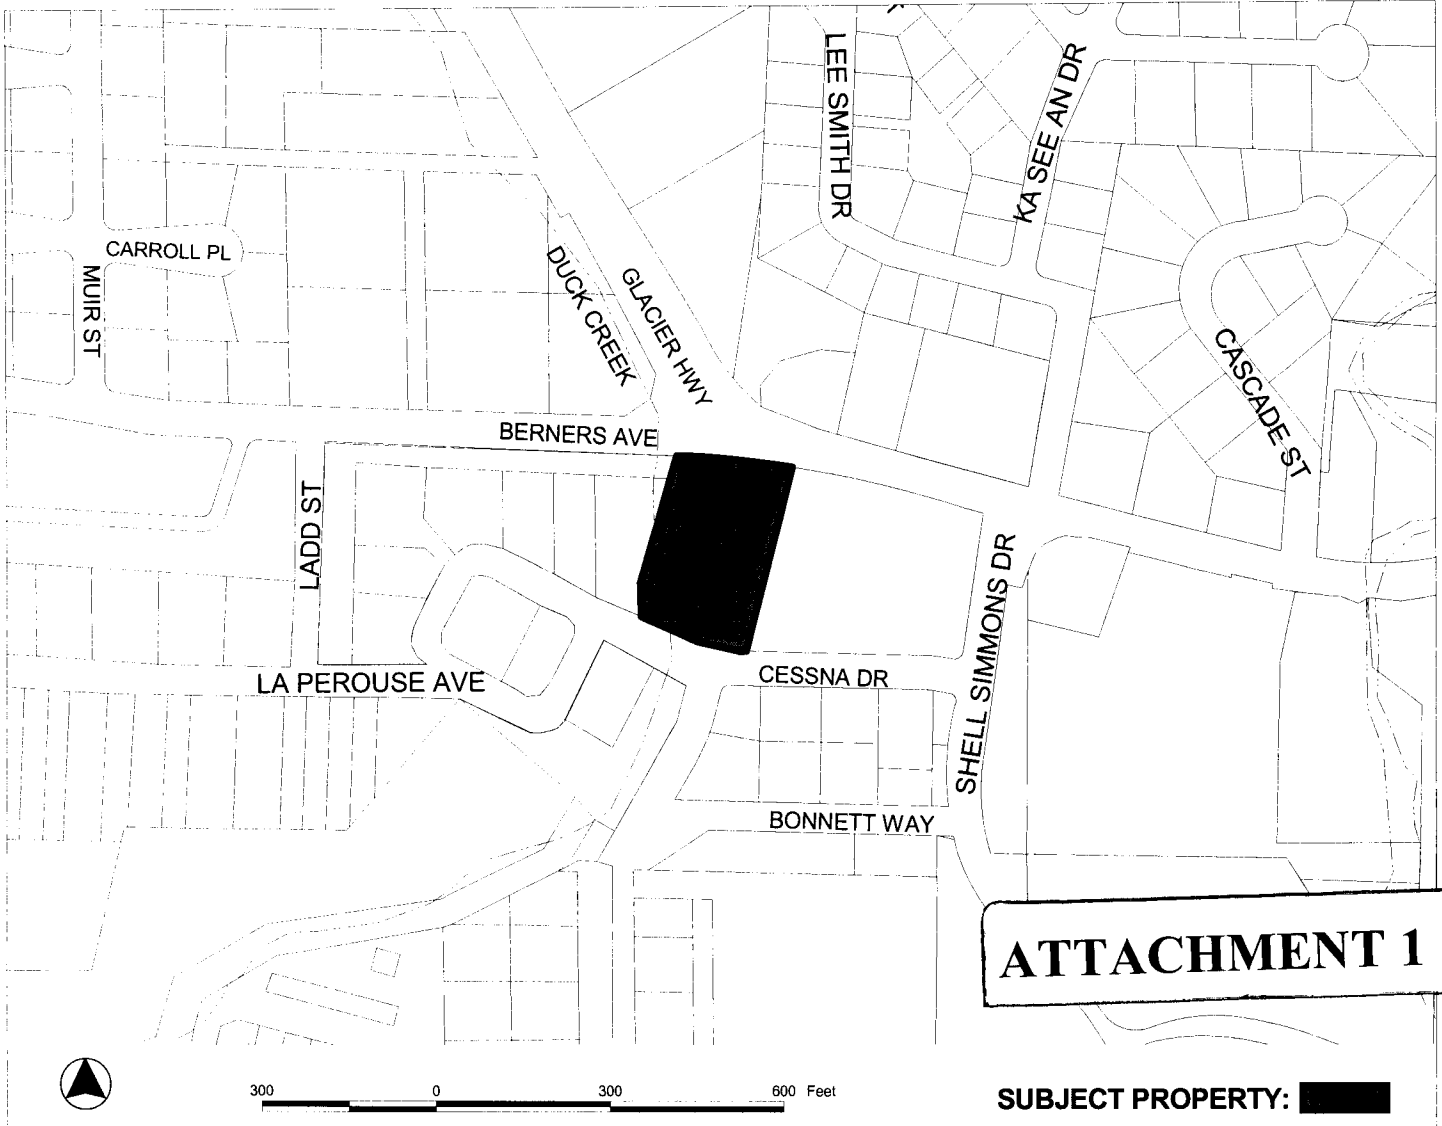 LEE SMITH DR
KA SEE AN DR
CARROLL PL
MUIR ST
DUCK CREEK
GLACIER HWY
CASCADE ST
BERNERS AVE
LADD ST
SHELL SIMMONS DR
CESSNA DR
LA PEROUSE AVE
BONNETT WAY
ATTACHMENT 1
300 0 300 600 Feet
SUBJECT PROPERTY: